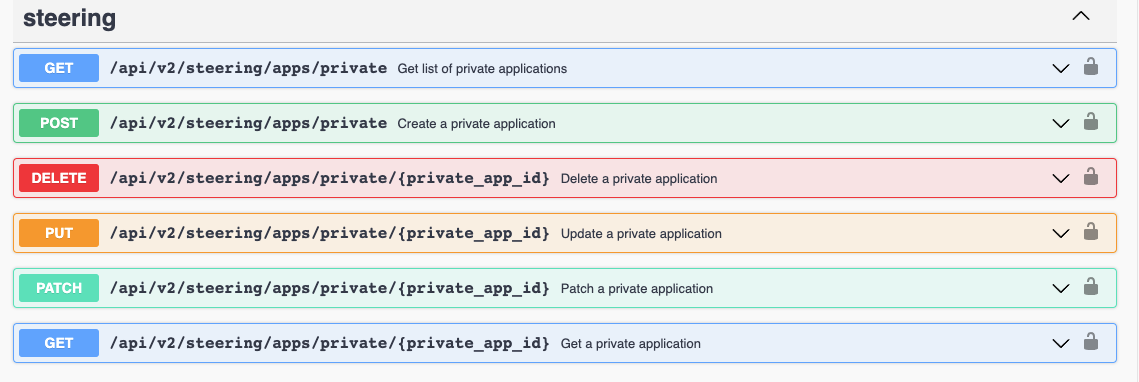 steering
GET /api/v2/steering/apps/private Get list of private applications
POST /api/v2/steering/apps/private Create a private application
DELETE /api/v2/steering/apps/private/{private_app_id} Delete a private application
PUT /api/v2/steering/apps/private/{private_app_id} Update a private application
PATCH /api/v2/steering/apps/private/{private_app_id} Patch a private application
GET /api/v2/steering/apps/private/{private_app_id} Get a private application